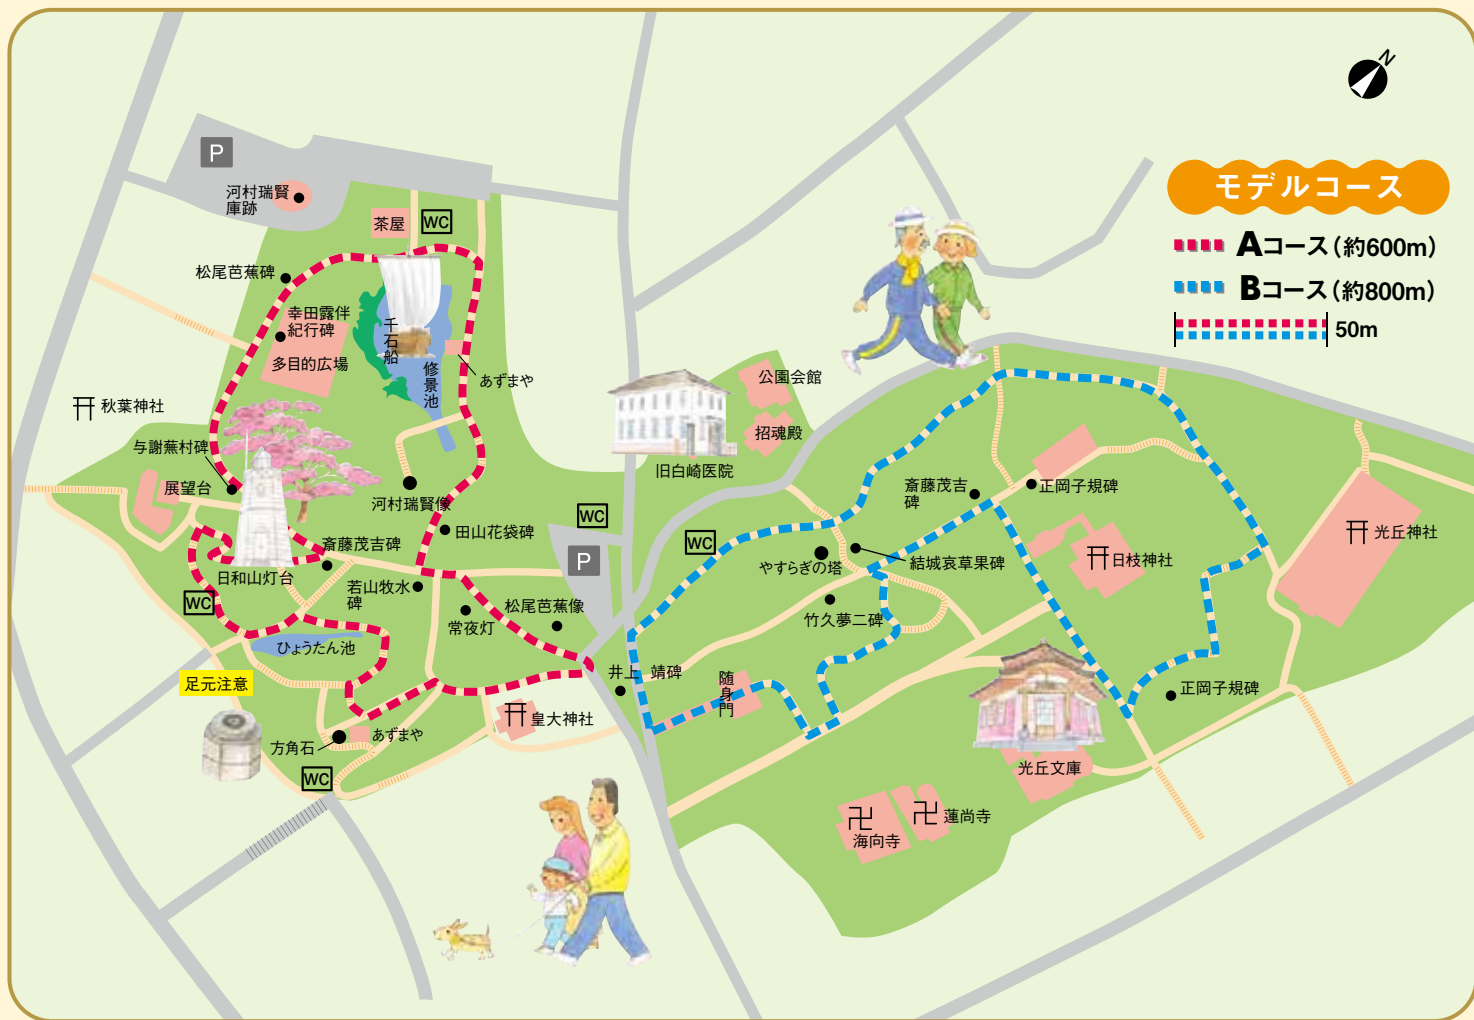 N
モデルコース
Aコース（約600m）
Bコース（約800m）
50m
P
河村瑞賢
庫跡
茶屋
WC
松尾芭蕉碑
幸田露伴
紀行碑
多目的広場
千石船
修景池
あずまや
秋葉神社
与謝蕪村碑
展望台
河村瑞賢像
田山花袋碑
斎藤茂吉碑
日和山灯台
若山牧水
碑
常夜灯
松尾芭蕉像
WC
ひょうたん池
足元注意
方角石
あずまや
WC
皇大神社
WC
P
公園会館
招魂殿
旧白崎医院
WC
やすらぎの塔
斎藤茂吉
碑
正岡子規碑
結城哀草果碑
日枝神社
光丘神社
竹久夢二碑
井上 靖碑
随身門
正岡子規碑
光丘文庫
卍
海向寺
卍
蓮尚寺